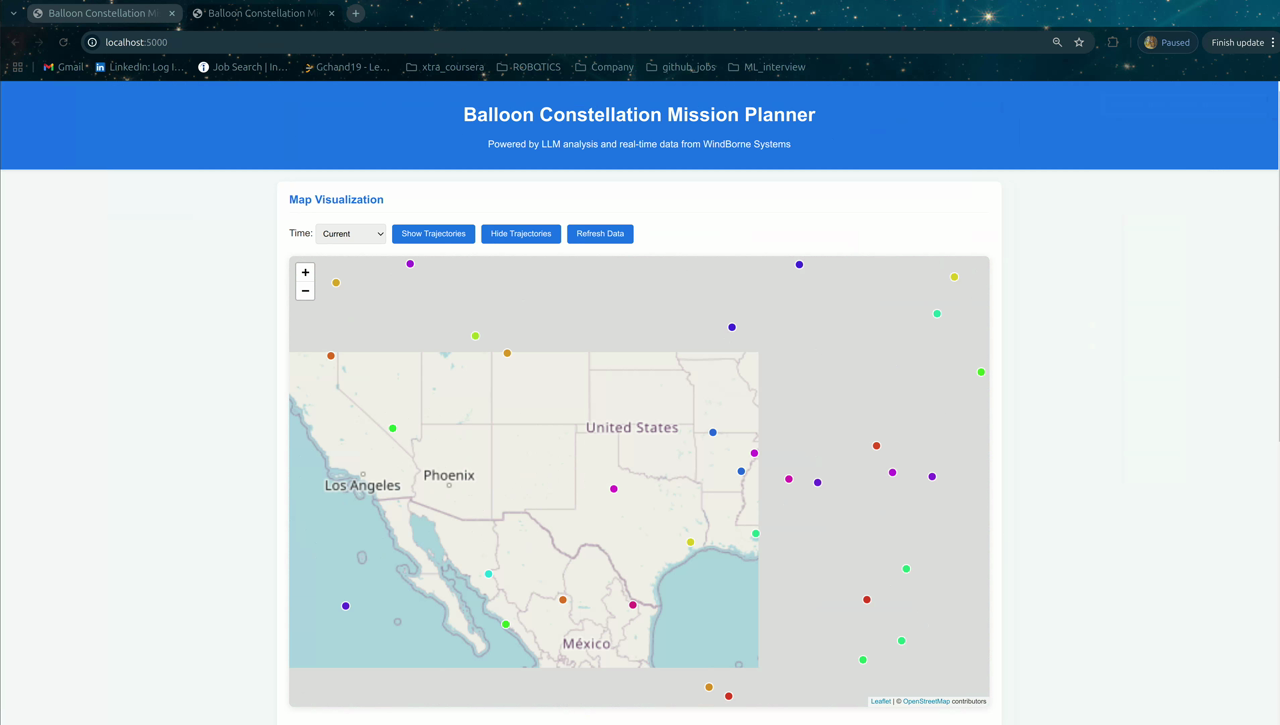 Balloon Constellation Mi
Balloon Constellation M
localhost:5000
Paused
Finish update
Gmail
LinkedIn: Log I...
Job Search | In...
Gchand19 - Le...
xtra_coursera
ROBOTICS
Company
github_jobs
ML_interview
Balloon Constellation Mission Planner
Powered by LLM analysis and real-time data from WindBorne Systems
Map Visualization
Time: Current Show Trajectories Hide Trajectories Refresh Data
+
−
United States
Phoenix
Los Angeles
México
Leaflet | © OpenStreetMap contributors